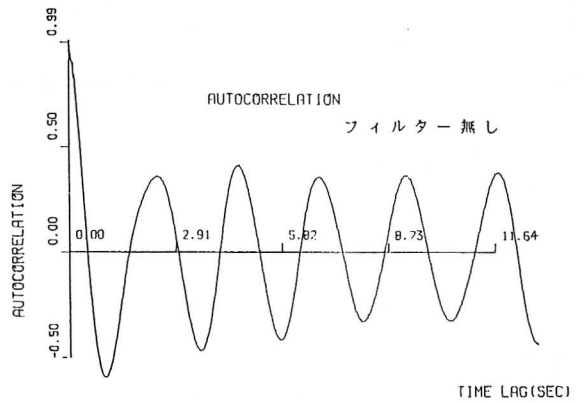 0.99
AUTOCORRELATION
フィルター無し
0.50
AUTOCORRELATION
0.00
0.00
2.91
5.82
8.73
11.64
-0.50
TIME LAG(SEC)